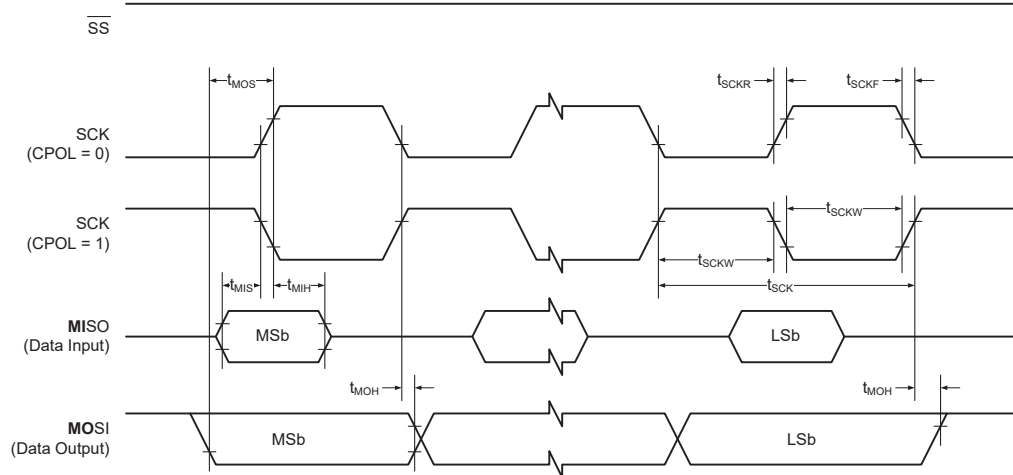 SS
tMOS
tSCKR
tSCKF
SCK
(CPOL = 0)
SCK
(CPOL = 1)
tSCKW
tSCKW
tMIS
tMIH
tSCK
MISO
(Data Input)
MSb
LSb
tMOH
tMOH
MOSI
(Data Output)
MSb
LSb